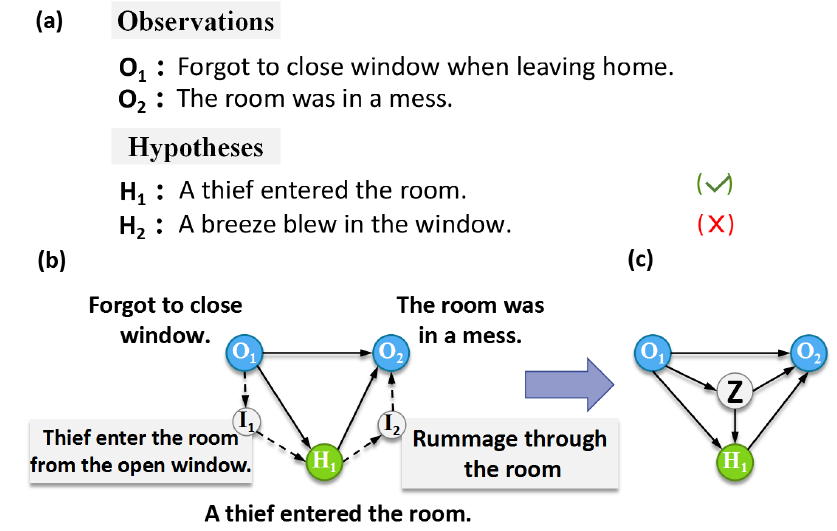 (a)
Observations
O1 : Forgot to close window when leaving home.
O2 : The room was in a mess.
Hypotheses
H1 : A thief entered the room. (✓)
H2 : A breeze blew in the window. (X)
(b)
(c)
Forgot to close
window.
The room was
in a mess.
O1
O2
I1
I2
Thief enter the room
from the open window.
H1
Rummage through
the room
A thief entered the room.
O1
O2
Z
H1